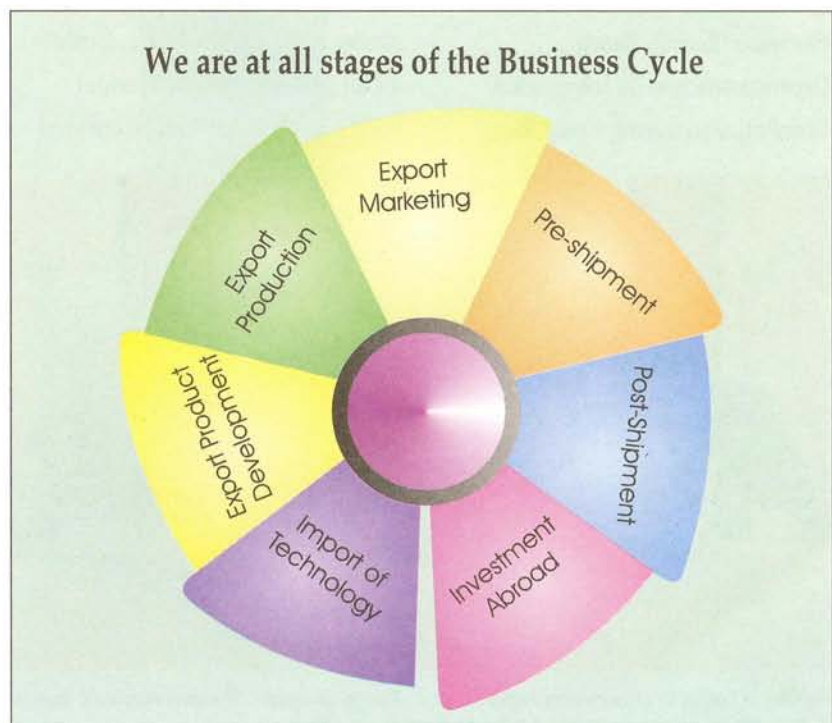 We are at all stages of the Business Cycle
Export
Marketing
Pre-shipment
Post-Shipment
Investment
Abroad
Import of
Technology
Export Product
Development
Export
Production